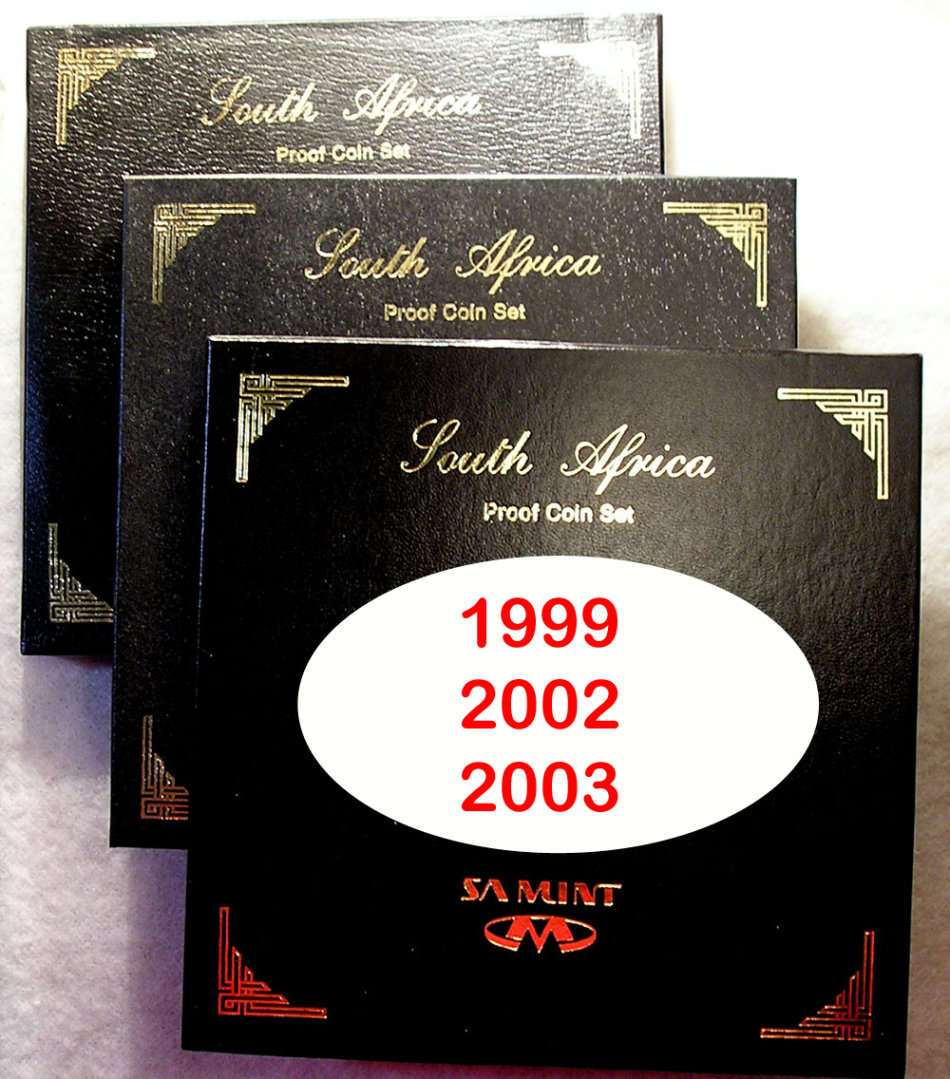 South Africa
Proof Coin Set
South Africa
Proof Coin Set
South Africa
Proof Coin Set
1999
2002
2003
SA MINT